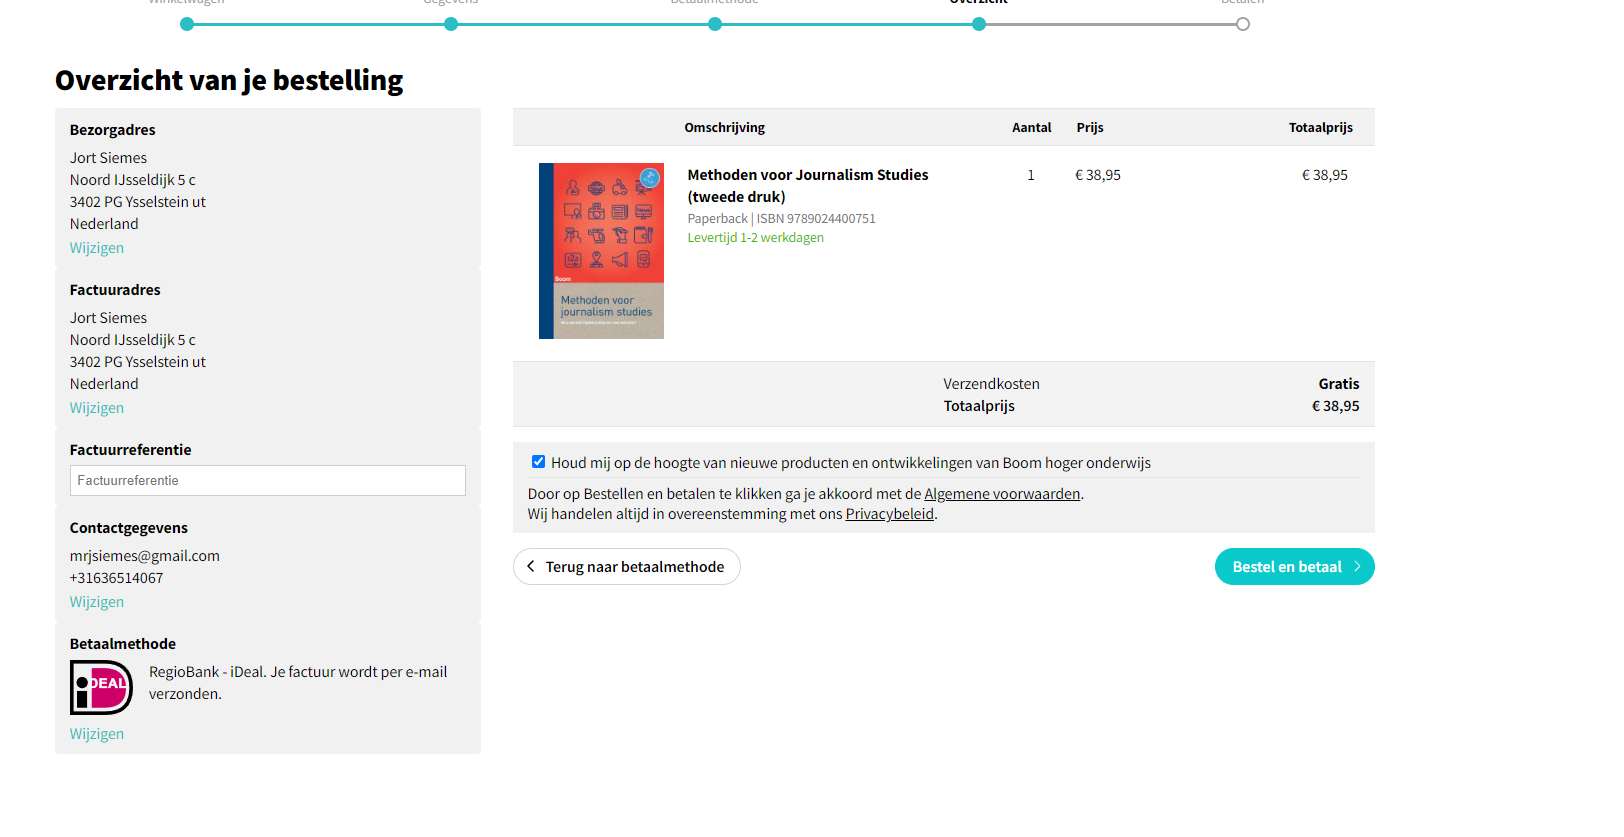 Winkelwagen Gegevens Betaalmethode Overzicht Betalen
Overzicht van je bestelling
Bezorgadres
Jort Siemes
Noord IJsseldijk 5 c
3402 PG Ysselstein ut
Nederland
Wijzigen
Factuuradres
Jort Siemes
Noord IJsseldijk 5 c
3402 PG Ysselstein ut
Nederland
Wijzigen
Factuurreferentie
Factuurreferentie
Contactgegevens
mrjsiemes@gmail.com
+31636514067
Wijzigen
Betaalmethode
iDEAL
RegioBank - iDeal. Je factuur wordt per e-mail
verzonden.
Wijzigen
Omschrijving Aantal Prijs Totaalprijs
Boom
Methoden voor
journalism studies
Methoden voor Journalism Studies 1 € 38,95 € 38,95
(tweede druk)
Paperback | ISBN 9789024400751
Levertijd 1-2 werkdagen
Verzendkosten Gratis
Totaalprijs € 38,95
Houd mij op de hoogte van nieuwe producten en ontwikkelingen van Boom hoger onderwijs
Door op Bestellen en betalen te klikken ga je akkoord met de Algemene voorwaarden.
Wij handelen altijd in overeenstemming met ons Privacybeleid.
Terug naar betaalmethode
Bestel en betaal